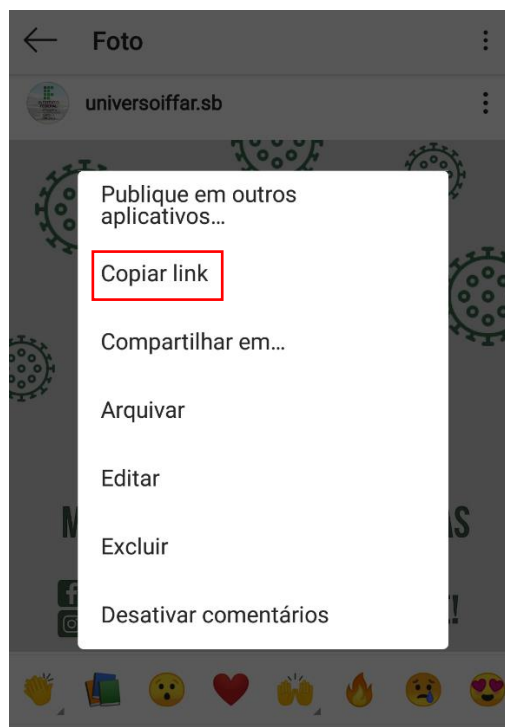 Foto
universoiffar.sb
Publique em outros
aplicativos...
Copiar link
Compartilhar em...
Arquivar
Editar
Excluir
Desativar comentários